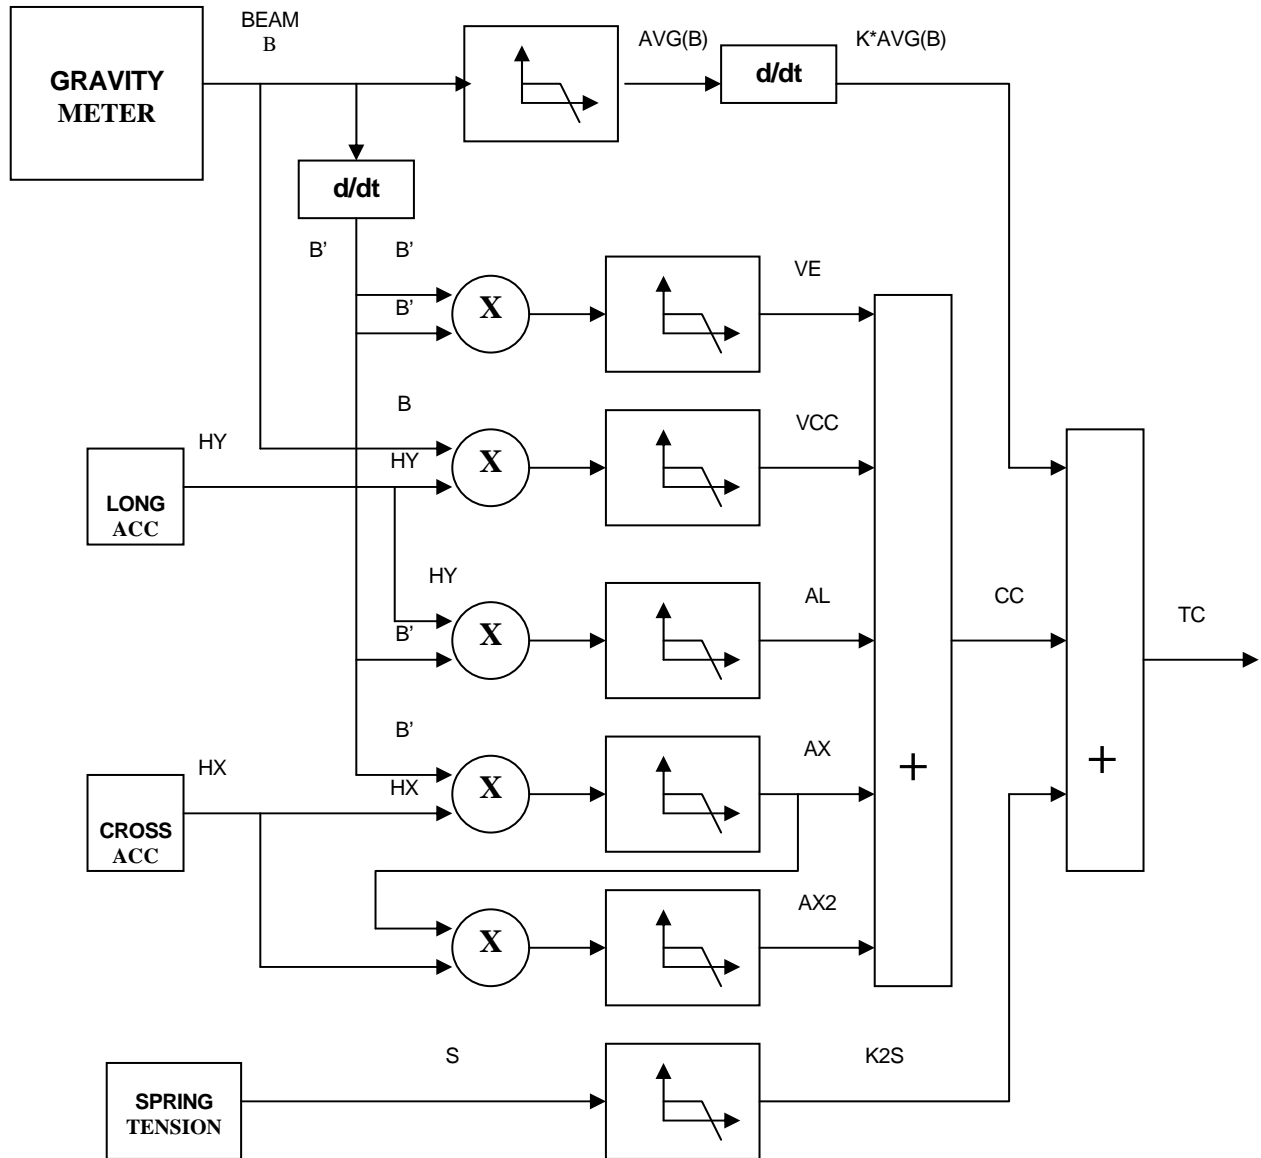 BEAM
B
AVG(B)
K*AVG(B)
GRAVITY
METER
d/dt
d/dt
B’
B’
B’
X
VE
B
HY
HY
X
VCC
LONG
ACC
HY
B’
X
AL
CC
TC
B’
HX
HX
X
AX
+
+
CROSS
ACC
X
AX2
S
K2S
SPRING
TENSION